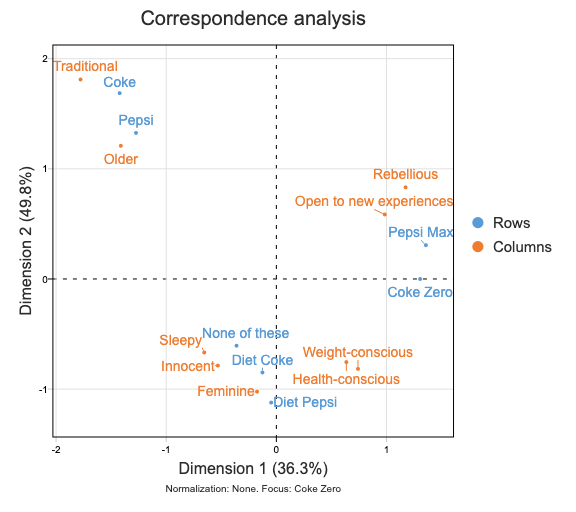 Correspondence analysis
2
Traditional
Coke
Pepsi
Older
1
Rebellious
Open to new experiences
Rows
Pepsi Max
Columns
Dimension 2 (49.8%)
0
Coke Zero
None of these
Sleepy
Diet Coke
Weight-conscious
Innocent
Health-conscious
-1
Feminine
Diet Pepsi
-2
-1
0
1
Dimension 1 (36.3%)
Normalization: None. Focus: Coke Zero